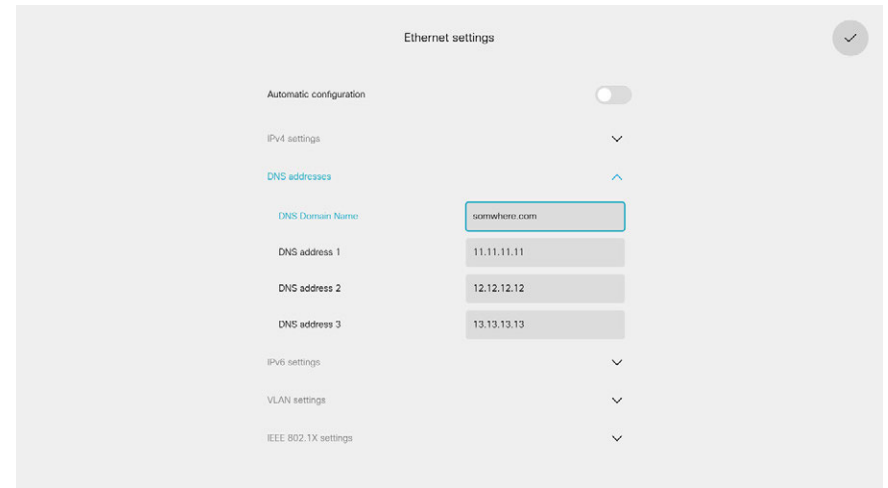 Ethernet settings
Automatic configuration
IPv4 settings
DNS addresses
DNS Domain Name somwhere.com
DNS address 1 11.11.11.11
DNS address 2 12.12.12.12
DNS address 3 13.13.13.13
IPv6 settings
VLAN settings
IEEE 802.1X settings